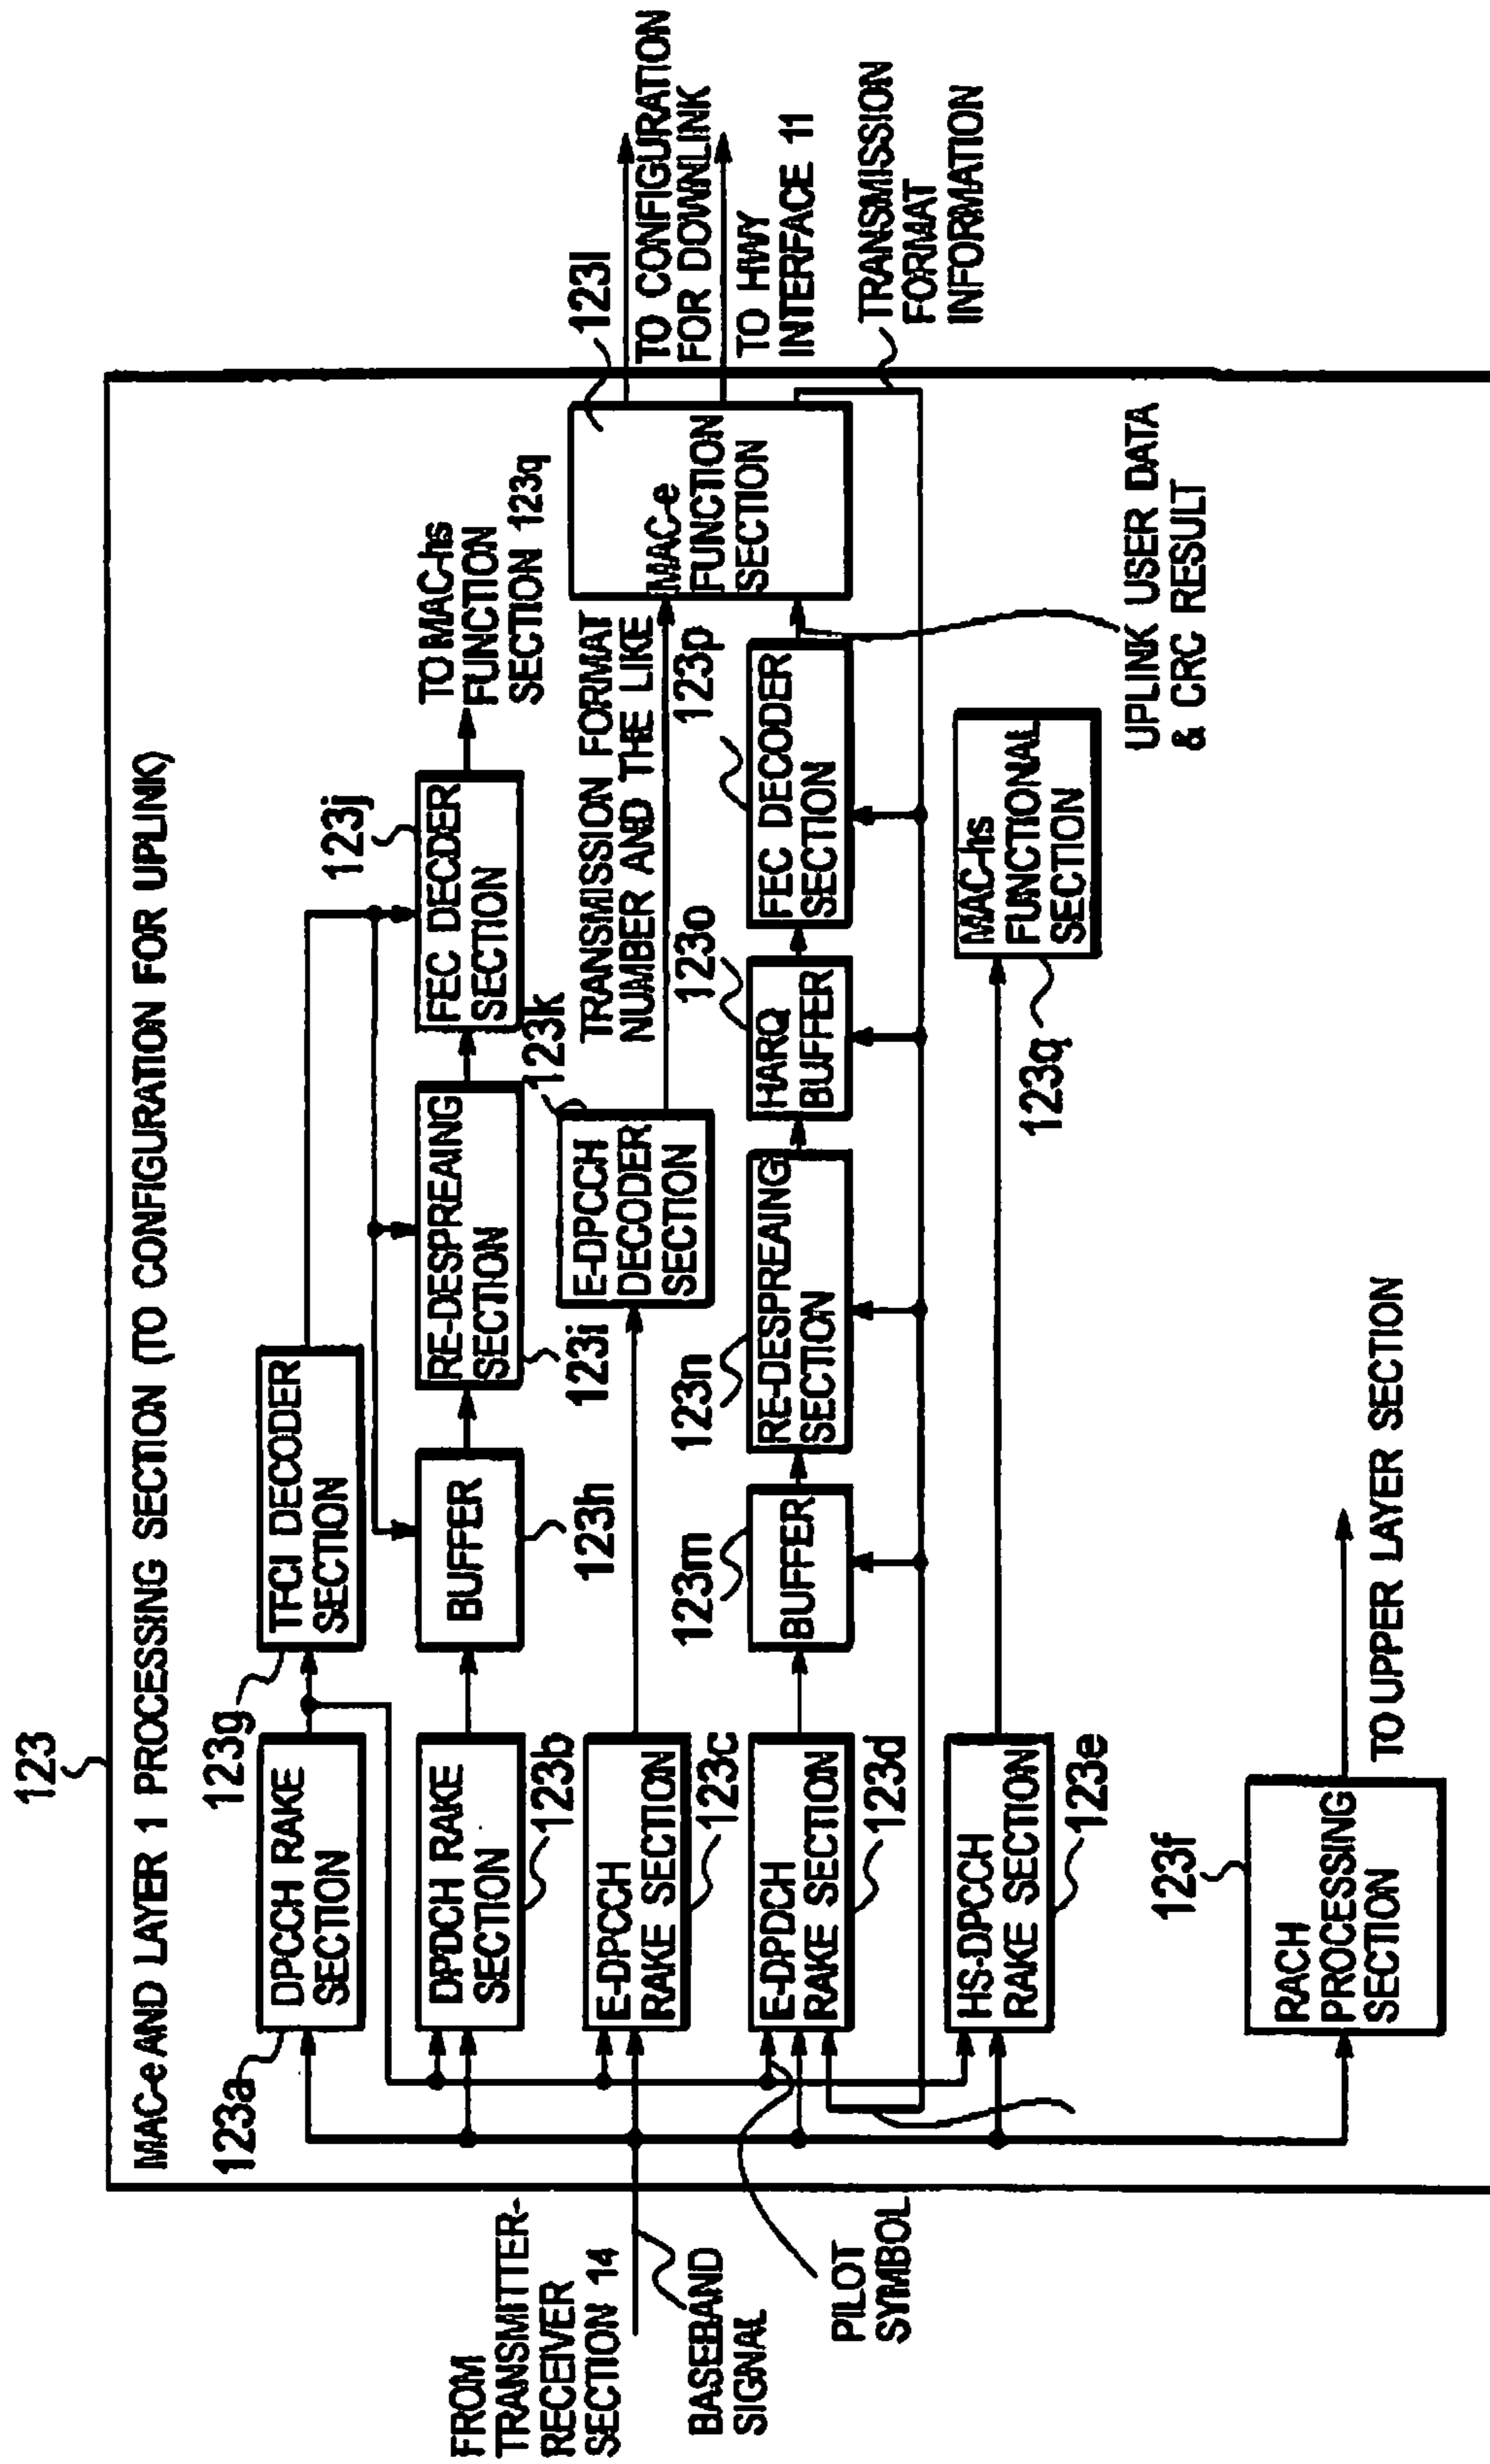 123
MAC-e AND LAYER 1 PROCESSING SECTION (TO CONFIGURATION FOR UPLINK)
FROM
TRANSMITTER-
RECEIVER
SECTION 14
BASEBAND
SIGNAL
PILOT
SYMBOL
123a
DPCCH RAKE
SECTION
123g
TFCI DECODER
SECTION
DPDCH RAKE
SECTION
123b
BUFFER
123h
RE-DESPREAING
SECTION
123i
FEC DECDER
SECTION
123j
TO MAC-hs
FUNCTION
SECTION 123q
E-DPCCH
RAKE SECTION
123c
E-DPCCH
DECODER
SECTION
123k
TRANSMISSION FORMAT
NUMBER AND THE LIKE
MAC-e
FUNCTION
SECTION
123l
TO CONFIGURATION
FOR DOWNLINK
TO HWY
INTERFACE 11
TRANSMISSION
FORMAT
INFORMATION
E-DPDCH
RAKE SECTION
123d
BUFFER
123m
RE-DESPREAING
SECTION
123n
HARQ
BUFFER
123o
FEC DECODER
SECTION
123p
UPLINK USER DATA
& CRC RESULT
HS-DPCCH
RAKE SECTION
123e
MAC-hs
FUNCTIONAL
SECTION
123q
RACH
PROCESSING
SECTION
123f
TO UPPER LAYER SECTION